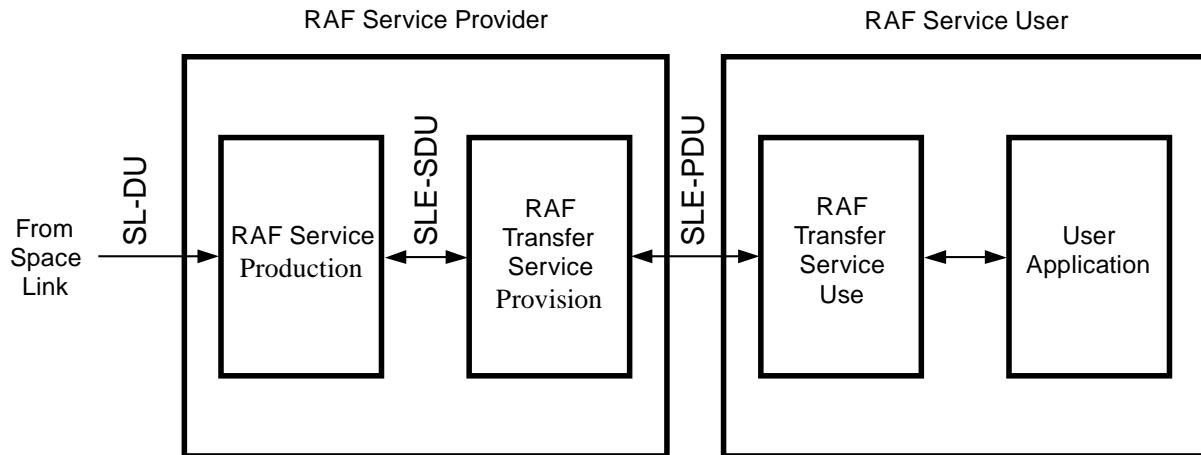 RAF Service Provider
RAF Service User
SL-DU
SLE-SDU
SLE-PDU
From
Space
Link
RAF Service
Production
RAF
Transfer
Service
Provision
RAF
Transfer
Service
Use
User
Application